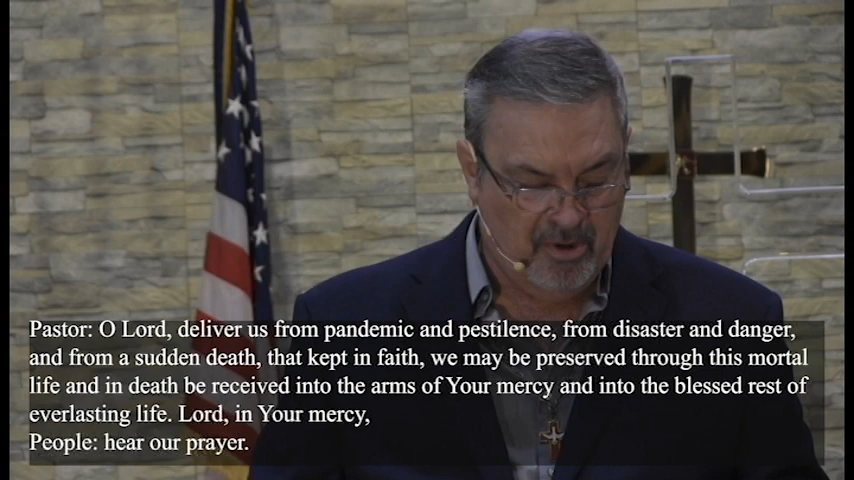 Pastor: O Lord, deliver us from pandemic and pestilence, from disaster and danger,
and from a sudden death, that kept in faith, we may be preserved through this mortal
life and in death be received into the arms of Your mercy and into the blessed rest of
everlasting life. Lord, in Your mercy,
People: hear our prayer.